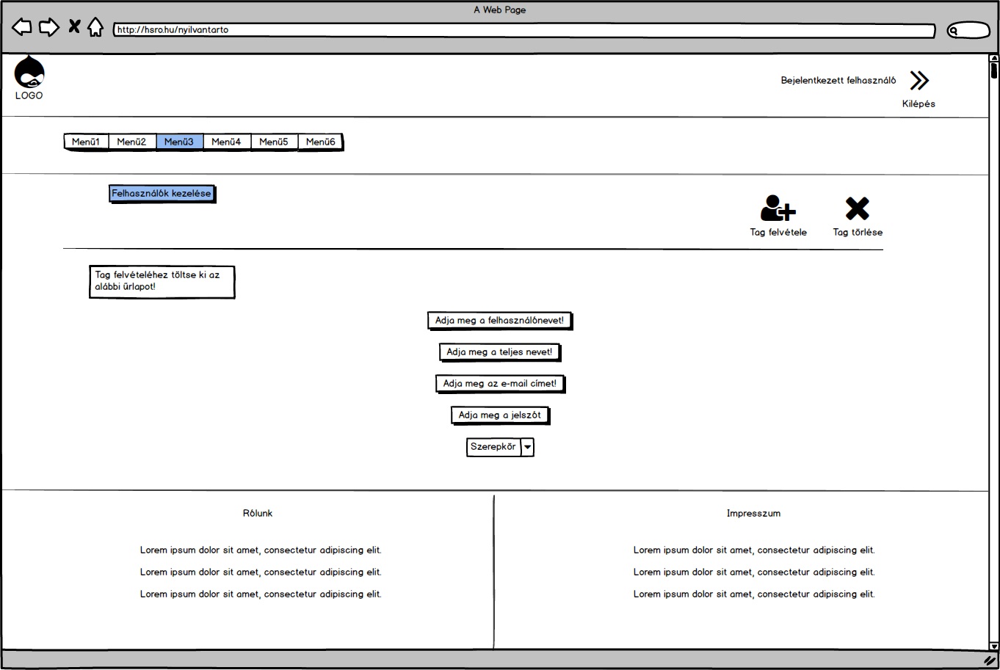 A Web Page
http://hsro.hu/nyilvantarto
LOGO
Bejelentkezett felhasználó
Kilépés
Menü1 Menü2 Menü3 Menü4 Menü5 Menü6
Felhasználók kezelése
Tag felvétele
Tag törlése
Tag felvételéhez töltse ki az
alábbi űrlapot!
Adja meg a felhasználónevet!
Adja meg a teljes nevet!
Adja meg az e-mail címet!
Adja meg a jelszót
Szerepkör
Rólunk
Lorem ipsum dolor sit amet, consectetur adipiscing elit.
Lorem ipsum dolor sit amet, consectetur adipiscing elit.
Lorem ipsum dolor sit amet, consectetur adipiscing elit.
Impresszum
Lorem ipsum dolor sit amet, consectetur adipiscing elit.
Lorem ipsum dolor sit amet, consectetur adipiscing elit.
Lorem ipsum dolor sit amet, consectetur adipiscing elit.